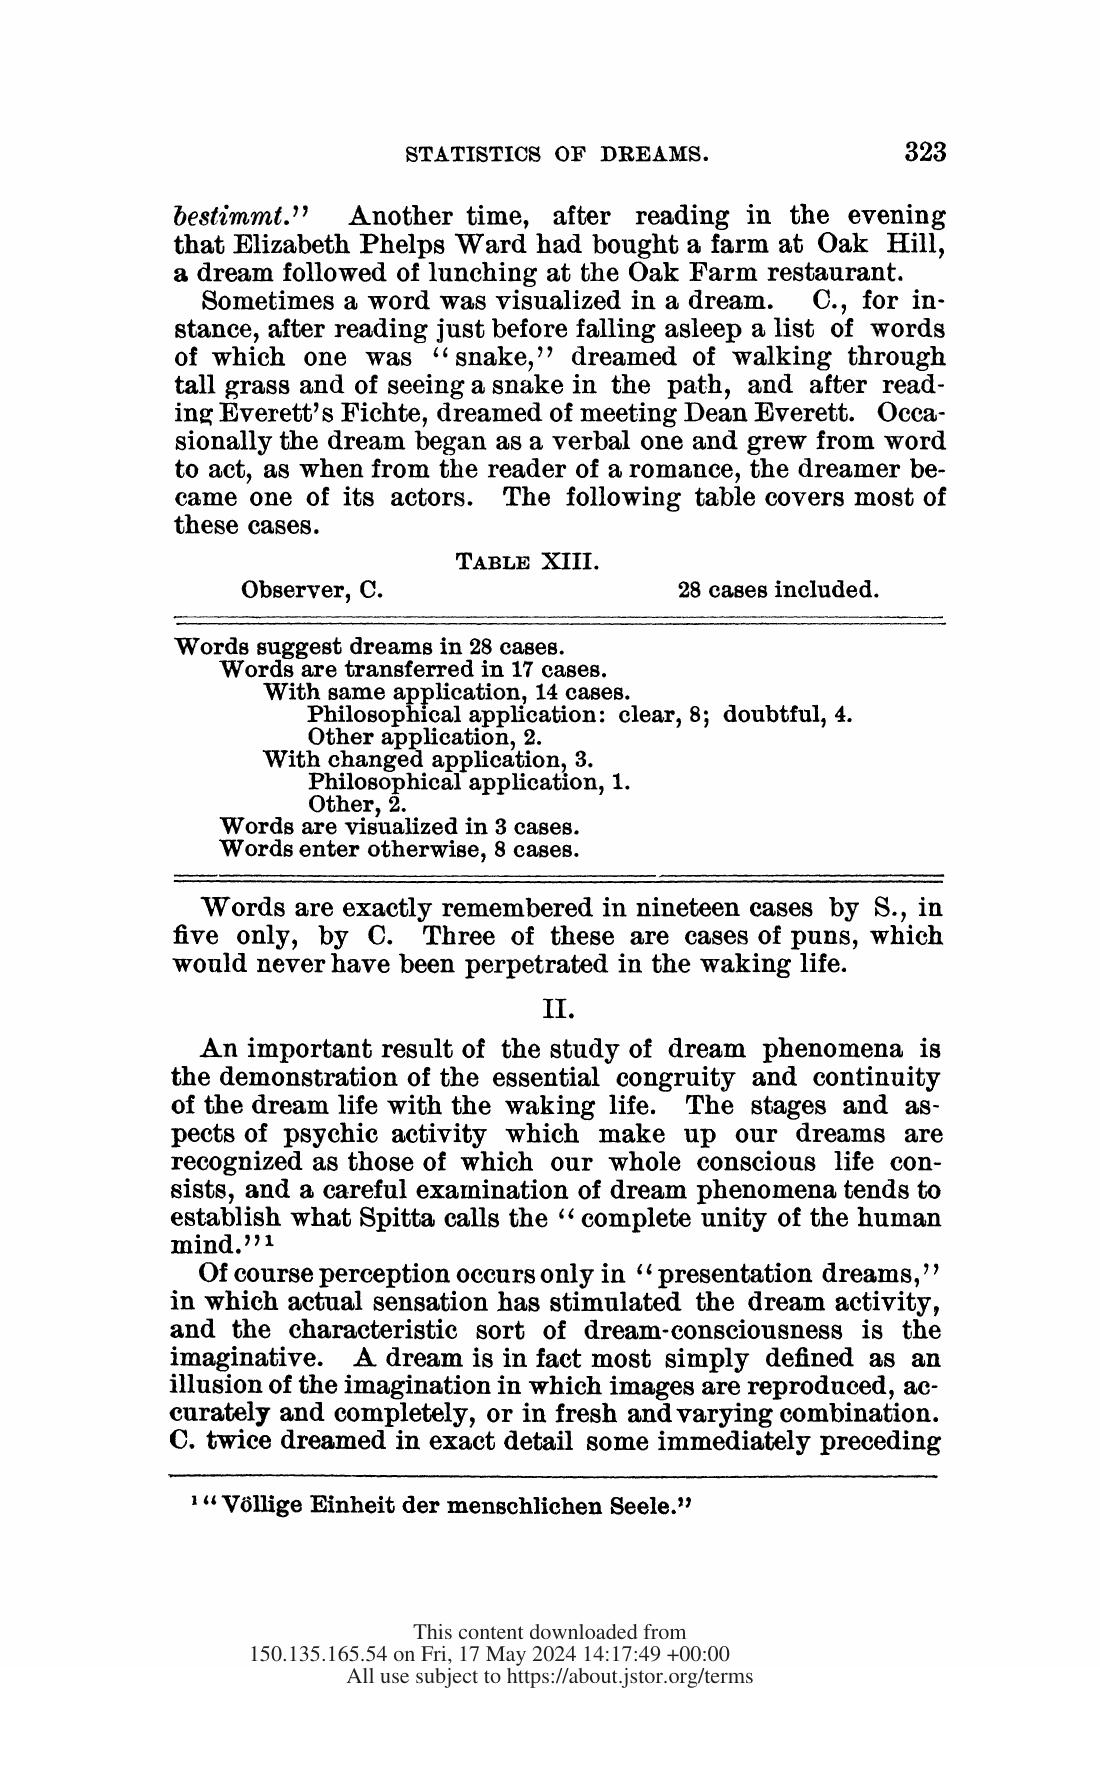 STATISTICS OF DREAMS. 323
bestimmt.” Another time, after reading in the evening
that Elizabeth Phelps Ward had bought a farm at Oak Hill,
a dream followed of lunching at the Oak Farm restaurant.
Sometimes a word was visualized in a dream. C., for in-
stance, after reading just before falling asleep a list of words
of which one was “snake,” dreamed of walking through
tall grass and of seeing a snake in the path, and after read-
ing Everett’s Fichte, dreamed of meeting Dean Everett. Occa-
sionally the dream began as a verbal one and grew from word
to act, as when from the reader of a romance, the dreamer be-
came one of its actors. The following table covers most of
these cases.
TABLE XIII.
Observer, C. 28 cases included.
Words suggest dreams in 28 cases.
Words are transferred in 17 cases.
With same application, 14 cases.
Philosophical application: clear, 8; doubtful, 4.
Other application, 2.
With changed application, 3.
Philosophical application, 1.
Other, 2.
Words are visualized in 3 cases.
Words enter otherwise, 8 cases.
Words are exactly remembered in nineteen cases by S., in
five only, by C. Three of these are cases of puns, which
would never have been perpetrated in the waking life.
II.
An important result of the study of dream phenomena is
the demonstration of the essential congruity and continuity
of the dream life with the waking life. The stages and as-
pects of psychic activity which make up our dreams are
recognized as those of which our whole conscious life con-
sists, and a careful examination of dream phenomena tends to
establish what Spitta calls the “complete unity of the human
mind.”¹
Of course perception occurs only in “presentation dreams,”
in which actual sensation has stimulated the dream activity,
and the characteristic sort of dream-consciousness is the
imaginative. A dream is in fact most simply defined as an
illusion of the imagination in which images are reproduced, ac-
curately and completely, or in fresh and varying combination.
C. twice dreamed in exact detail some immediately preceding
¹ “Völlige Einheit der menschlichen Seele.”
This content downloaded from
150.135.165.54 on Fri, 17 May 2024 14:17:49 +00:00
All use subject to https://about.jstor.org/terms